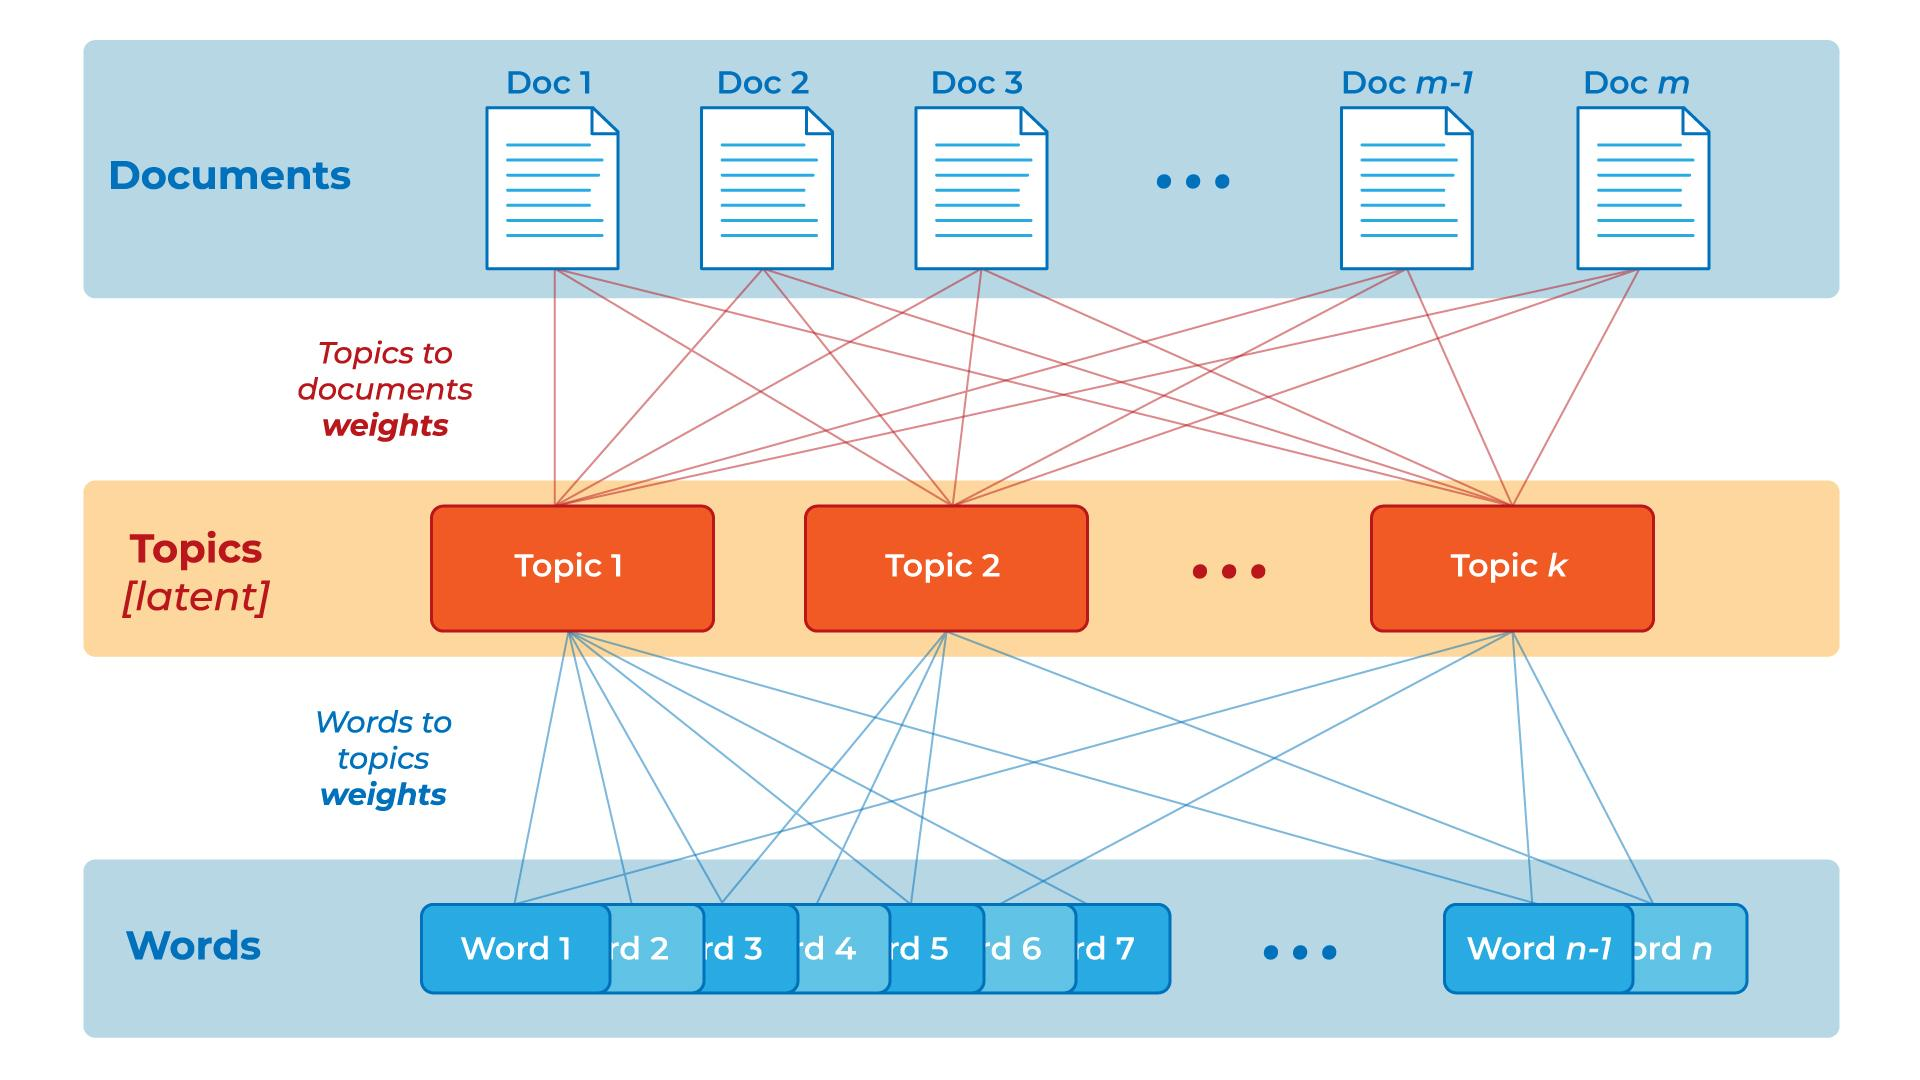 Doc 1
Doc 2
Doc 3
Doc m-1
Doc m
Documents
Topics to
documents
weights
Topics
[latent]
Topic 1
Topic 2
Topic k
Words to
topics
weights
Words
Word 1
rd 2
rd 3
rd 4
rd 5
rd 6
rd 7
Word n-1
ord n